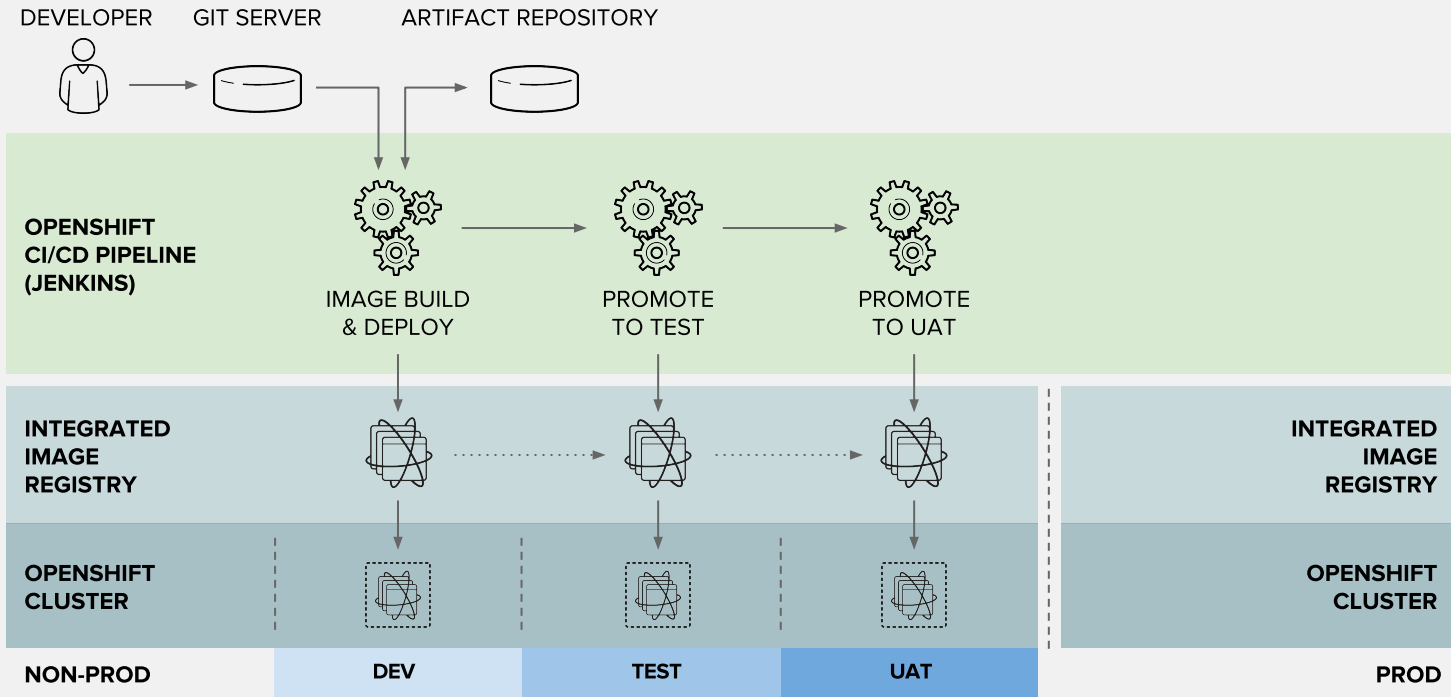 DEVELOPER
GIT SERVER
ARTIFACT REPOSITORY
OPENSHIFT
CI/CD PIPELINE
(JENKINS)
IMAGE BUILD
& DEPLOY
PROMOTE
TO TEST
PROMOTE
TO UAT
INTEGRATED
IMAGE
REGISTRY
INTEGRATED
IMAGE
REGISTRY
OPENSHIFT
CLUSTER
OPENSHIFT
CLUSTER
NON-PROD
DEV
TEST
UAT
PROD